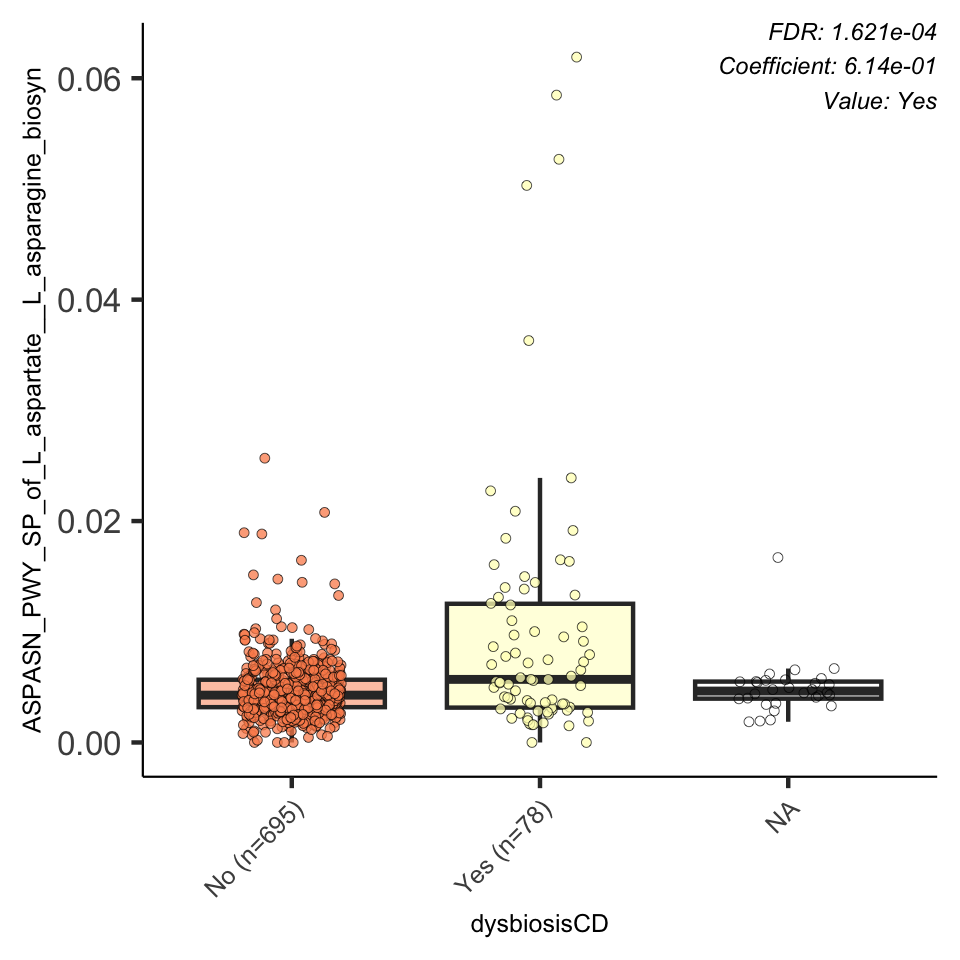 FDR: 1.621e-04
Coefficient: 6.14e-01
Value: Yes
ASPASN_PWY_SP_of_L_aspartate__L_asparagine_biosyn
0.06
0.04
0.02
0.00
No (n=695)
Yes (n=78)
NA
dysbiosisCD